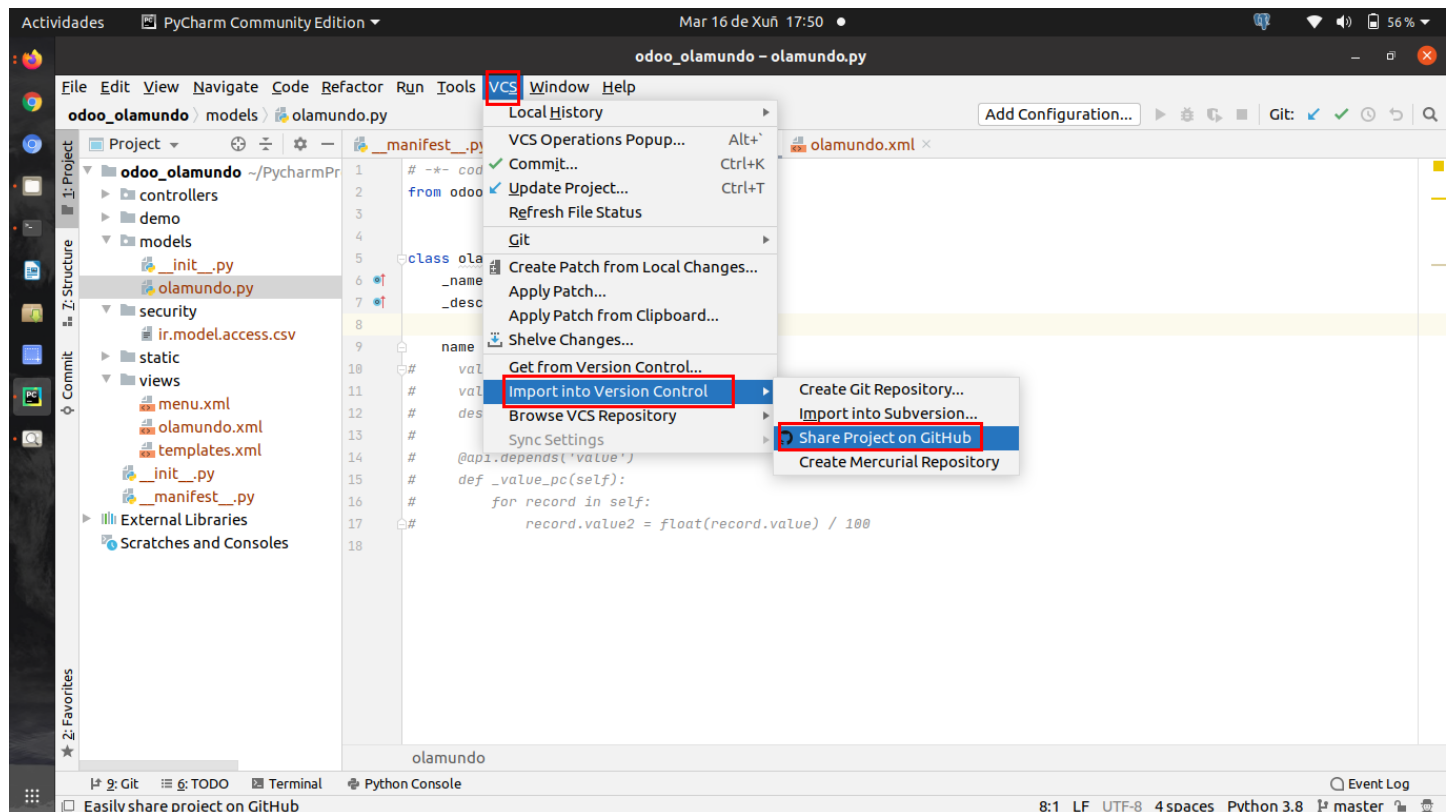 Actividades PyCharm Community Edition Mar 16 de Xuñ 17:50 56 %
odoo_olamundo – olamundo.py
File Edit View Navigate Code Refactor Run Tools VCS Window Help
odoo_olamundo models olamundo.py Add Configuration... Git:
1: Project
Z: Structure
Commit
2: Favorites
Project
odoo_olamundo ~/PycharmPr
controllers
demo
models
__init__.py
olamundo.py
security
ir.model.access.csv
static
views
menu.xml
olamundo.xml
templates.xml
__init__.py
__manifest__.py
External Libraries
Scratches and Consoles
__manifest__.py olamundo.xml
1 # -*- cod
2 from odoo
3
4
5 class ola
6 _name
7 _desc
8
9 name
10 # val
11 # val
12 # des
13 #
14 # @api.depends('value')
15 # def _value_pc(self):
16 # for record in self:
17 # record.value2 = float(record.value) / 100
18
Local History
VCS Operations Popup... Alt+`
Commit... Ctrl+K
Update Project... Ctrl+T
Refresh File Status
Git
Create Patch from Local Changes...
Apply Patch...
Apply Patch from Clipboard...
Shelve Changes...
Get from Version Control...
Import into Version Control
Browse VCS Repository
Sync Settings
Create Git Repository...
Import into Subversion...
Share Project on GitHub
Create Mercurial Repository
olamundo
9: Git 6: TODO Terminal Python Console Event Log
Easily share project on GitHub 8:1 LF UTF-8 4 spaces Python 3.8 master